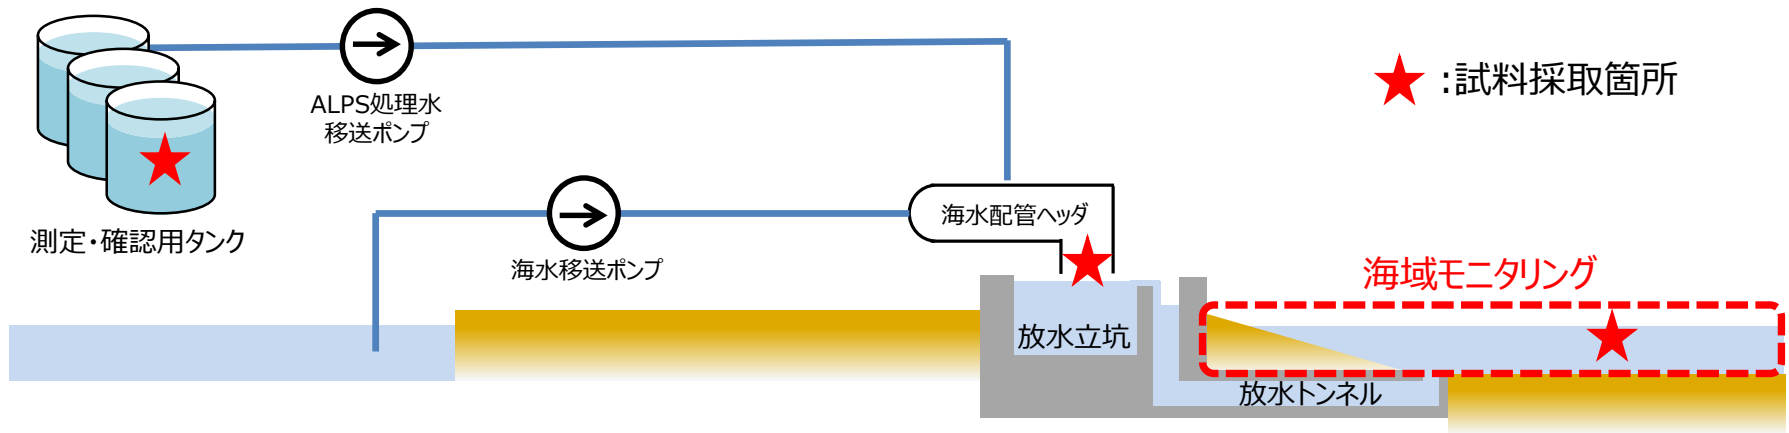 ALPS処理水
移送ポンプ
:試料採取箇所
測定・確認用タンク
海水移送ポンプ
海水配管ヘッダ
海域モニタリング
放水立坑
放水トンネル